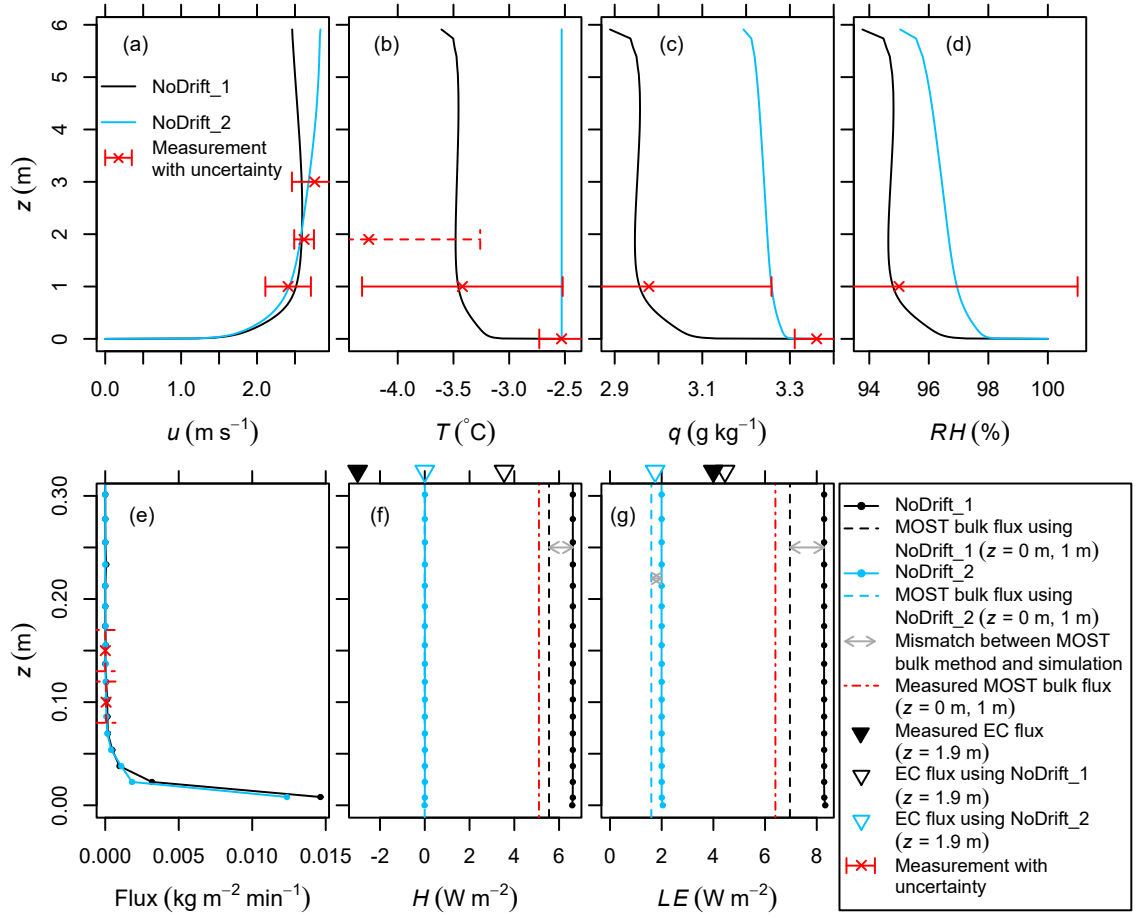 (a)
(b)
(c)
(d)
NoDrift_1
NoDrift_2
Measurement
with uncertainty
z (m)
0
1
2
3
4
5
6
0.0
1.0
2.0
-4.0
-3.5
-3.0
-2.5
2.9
3.1
3.3
94
96
98
100
u (m s−1)
T (°C)
q (g kg−1)
RH (%)
(e)
(f)
(g)
z (m)
0.00
0.10
0.20
0.30
0.000
0.005
0.010
0.015
-2
0
2
4
6
0
2
4
6
8
Flux (kg m−2 min−1)
H (W m−2)
LE (W m−2)
NoDrift_1
MOST bulk flux using
NoDrift_1 (z = 0 m, 1 m)
NoDrift_2
MOST bulk flux using
NoDrift_2 (z = 0 m, 1 m)
Mismatch between MOST
bulk method and simulation
Measured MOST bulk flux
(z = 0 m, 1 m)
Measured EC flux
(z = 1.9 m)
EC flux using NoDrift_1
(z = 1.9 m)
EC flux using NoDrift_2
(z = 1.9 m)
Measurement with
uncertainty